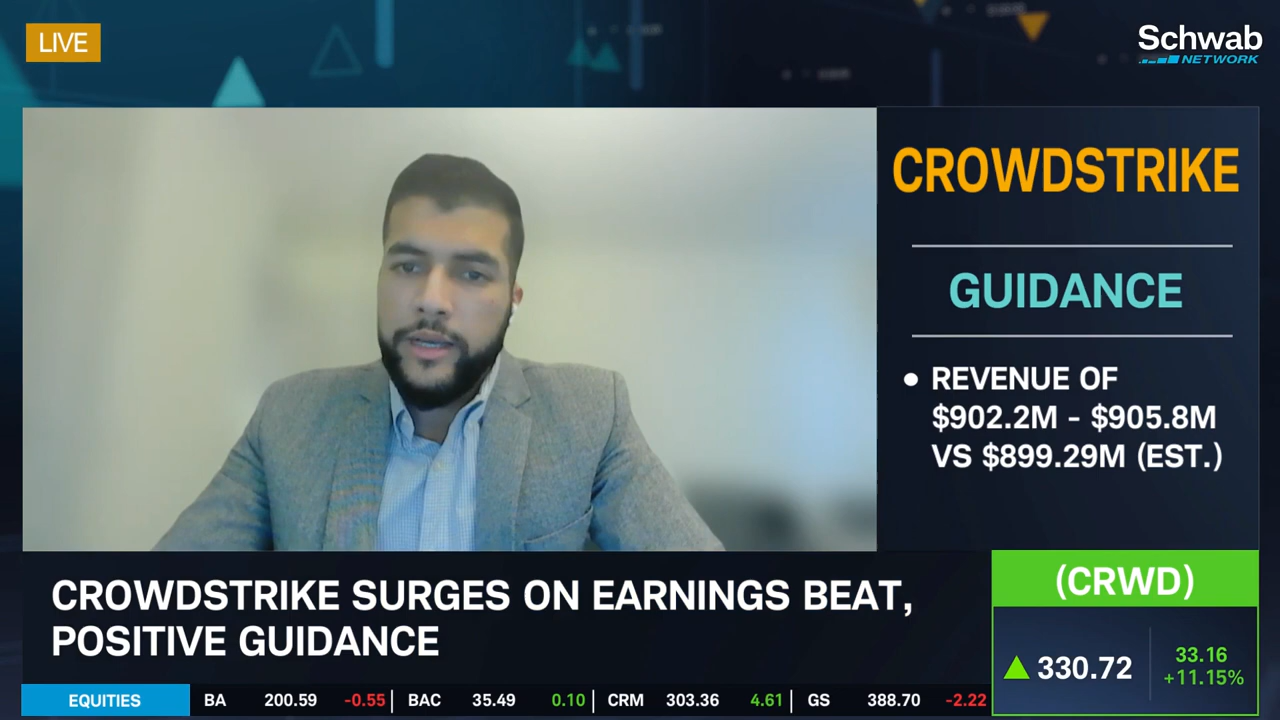 LIVE
Schwab
NETWORK
CROWDSTRIKE
GUIDANCE
● REVENUE OF
$902.2M - $905.8M
VS $899.29M (EST.)
CROWDSTRIKE SURGES ON EARNINGS BEAT,
POSITIVE GUIDANCE
(CRWD)
▲ 330.72
33.16
+11.15%
EQUITIES BA 200.59 -0.55 | BAC 35.49 0.10 | CRM 303.36 4.61 | GS 388.70 -2.22